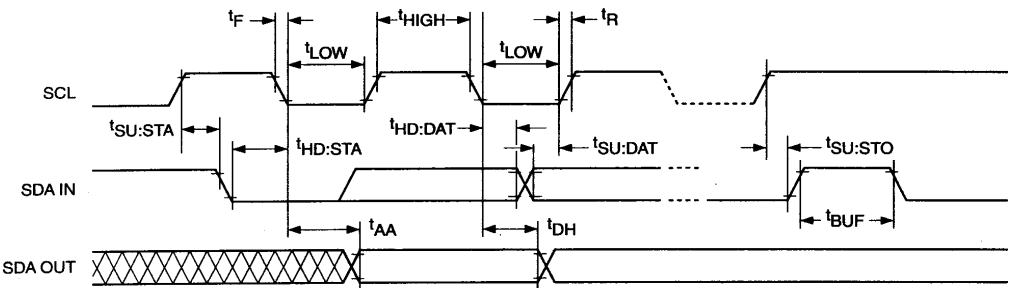 tF tHIGH tR
tLOW tLOW
SCL
tSU:STA tHD:STA tHD:DAT tSU:DAT tSU:STO
SDA IN
tBUF
tAA tDH
SDA OUT